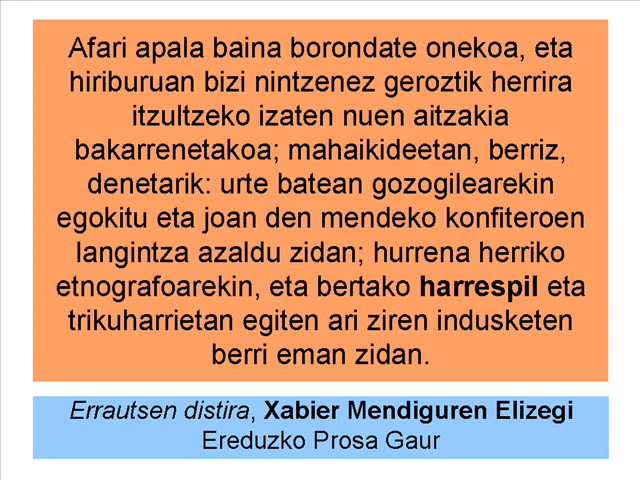 Afari apala baina borondate onekoa, eta
hiriburuan bizi nintzenez geroztik herrira
itzultzeko izaten nuen aitzakia
bakarrenetakoa; mahaikideetan, berriz,
denetarik: urte batean gozogilearekin
egokitu eta joan den mendeko konfiteroen
langintza azaldu zidan; hurrena herriko
etnografoarekin, eta bertako harrespil eta
trikuharrietan egiten ari ziren indusketen
berri eman zidan.
Errautsen distira, Xabier Mendiguren Elizegi
Ereduzko Prosa Gaur